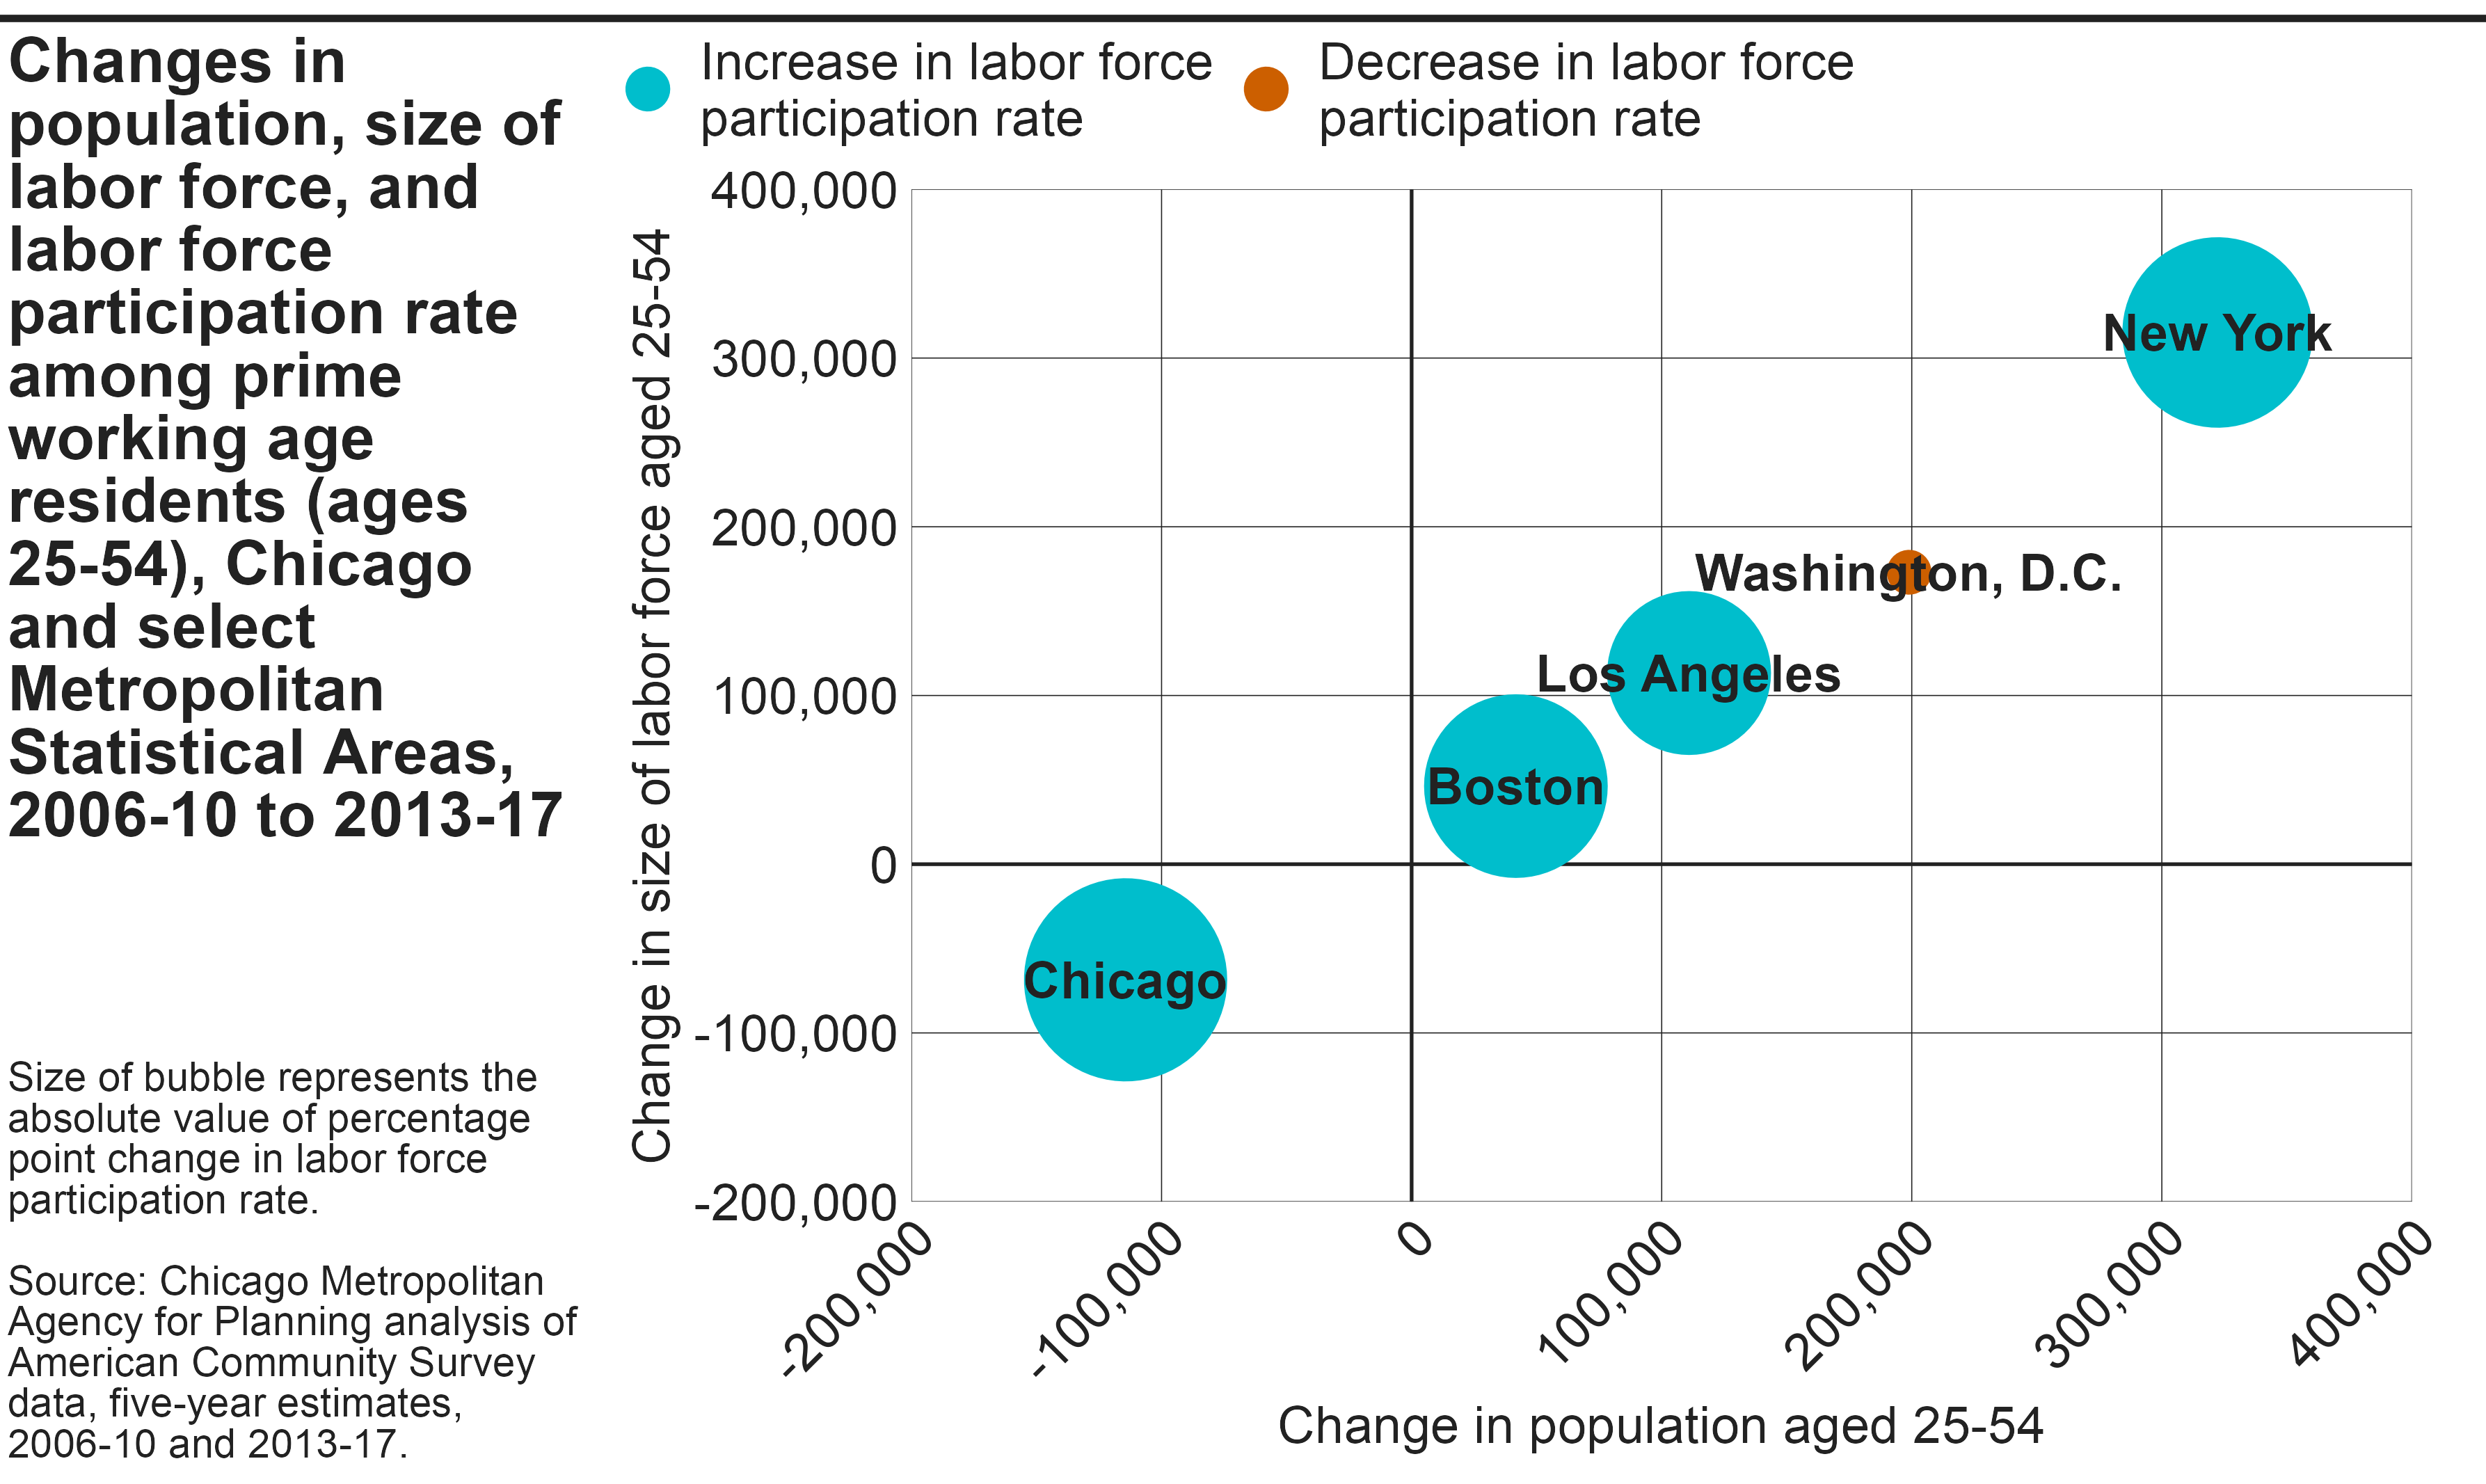 Changes in
population, size of
labor force, and
labor force
participation rate
among prime
working age
residents (ages
25-54), Chicago
and select
Metropolitan
Statistical Areas,
2006-10 to 2013-17
Size of bubble represents the
absolute value of percentage
point change in labor force
participation rate.
Source: Chicago Metropolitan
Agency for Planning analysis of
American Community Survey
data, five-year estimates,
2006-10 and 2013-17.
Increase in labor force
participation rate
Decrease in labor force
participation rate
Change in size of labor force aged 25-54
400,000
300,000
200,000
100,000
0
-100,000
-200,000
New York
Washington, D.C.
Los Angeles
Boston
Chicago
-200,000
-100,000
0
100,000
200,000
300,000
400,000
Change in population aged 25-54